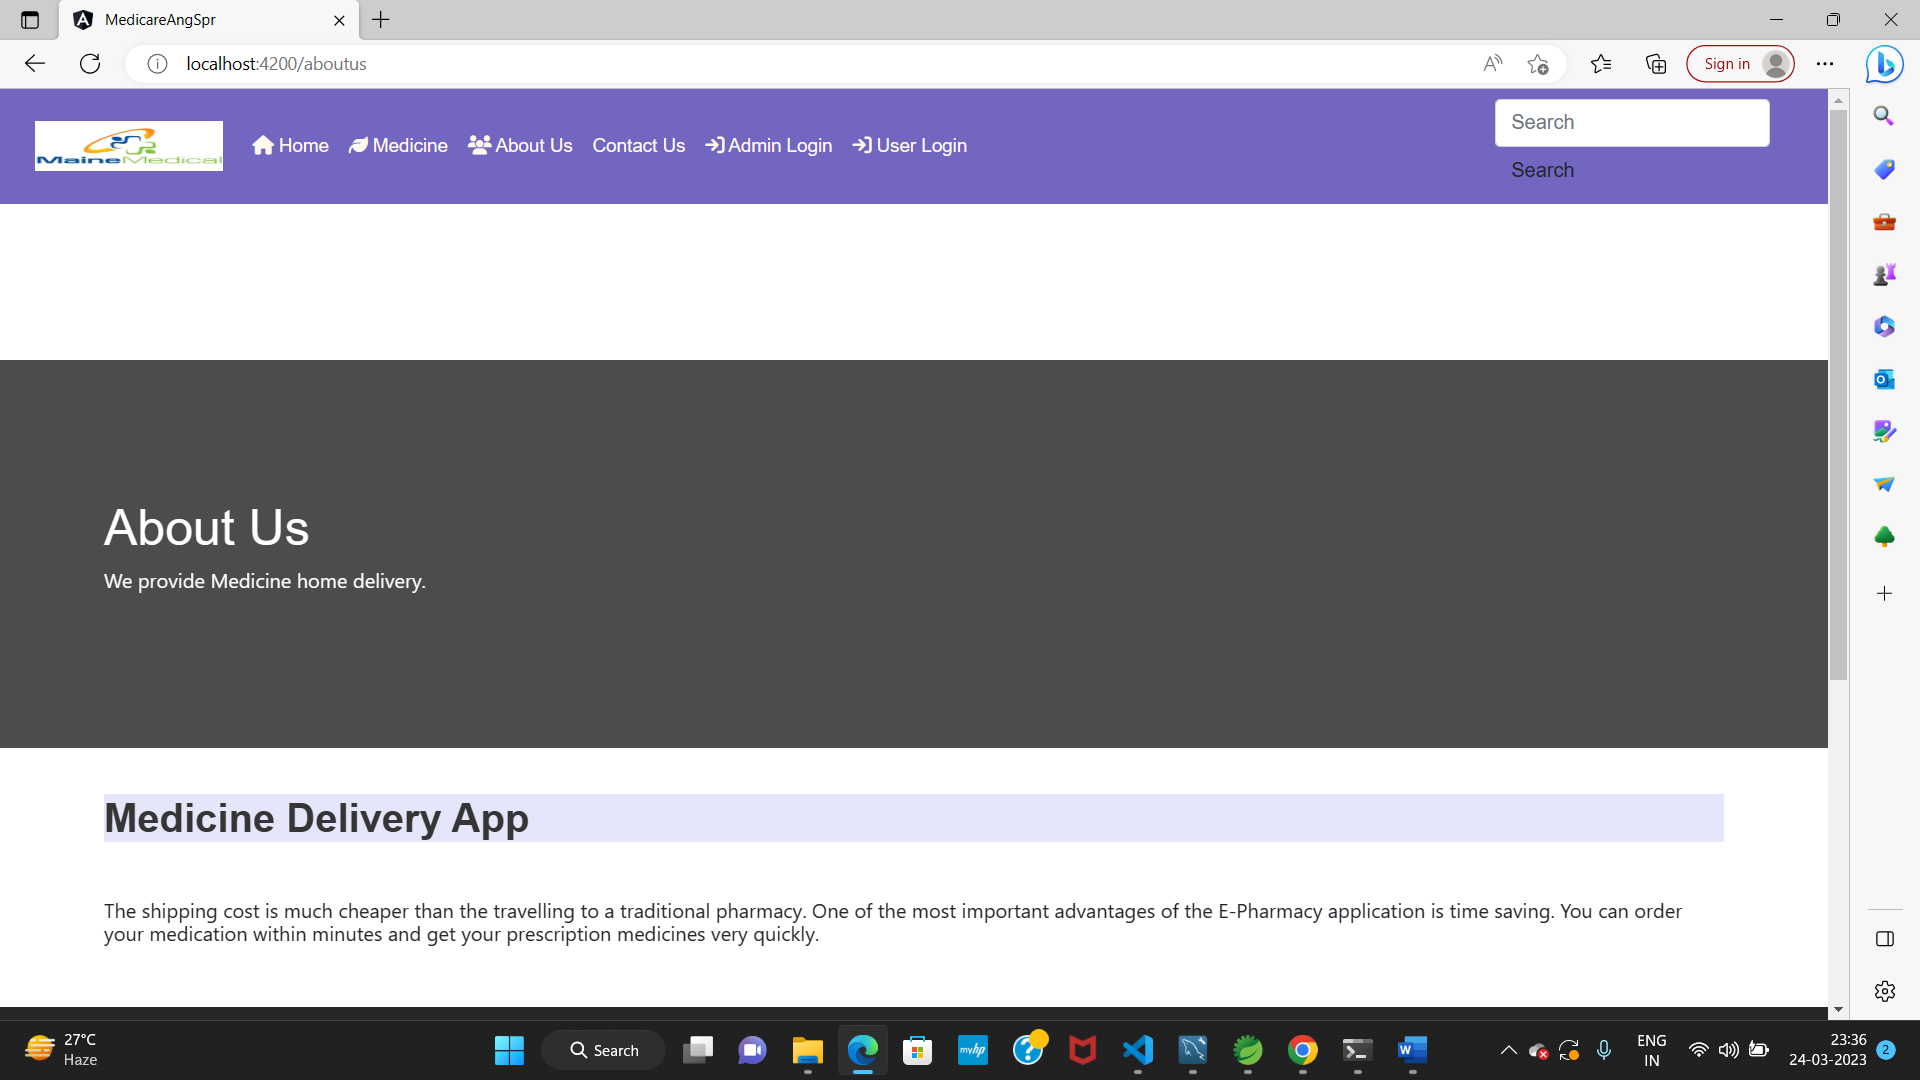 MedicareAngSpr
localhost:4200/aboutus
Sign in
MaineMedical
Home
Medicine
About Us
Contact Us
Admin Login
User Login
Search
Search
About Us
We provide Medicine home delivery.
Medicine Delivery App
The shipping cost is much cheaper than the travelling to a traditional pharmacy. One of the most important advantages of the E-Pharmacy application is time saving. You can order
your medication within minutes and get your prescription medicines very quickly.
27°C
Haze
Search
myhp
ENG
IN
23:36
24-03-2023
2